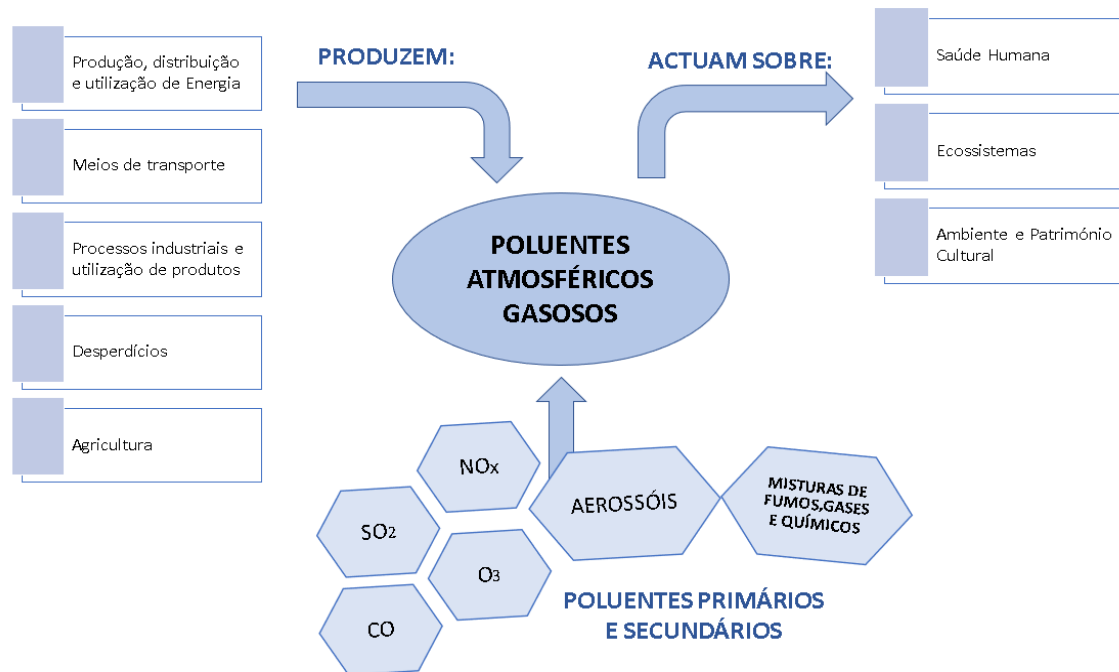 Produção, distribuição
e utilização de Energia
Meios de transporte
Processos industriais e
utilização de produtos
Desperdícios
Agricultura
PRODUZEM:
ACTUAM SOBRE:
Saúde Humana
Ecossistemas
Ambiente e Património
Cultural
POLUENTES
ATMOSFÉRICOS
GASOSOS
NOx
SO2
O3
CO
AEROSSÓIS
MISTURAS DE
FUMOS,GASES
E QUÍMICOS
POLUENTES PRIMÁRIOS
E SECUNDÁRIOS